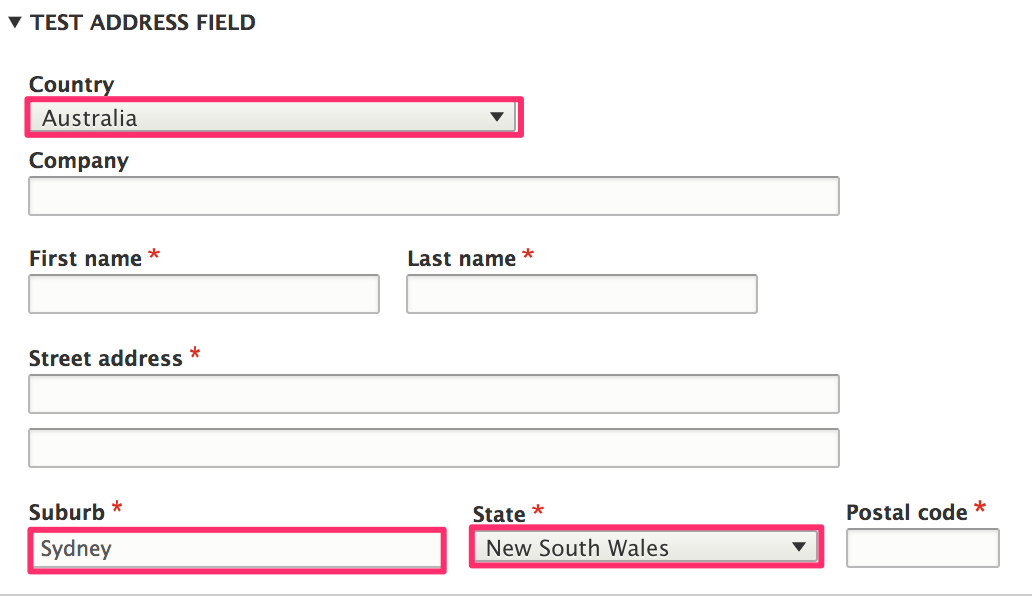 TEST ADDRESS FIELD
Country
Australia
Company
First name * Last name *
Street address *
Suburb * State * Postal code *
Sydney New South Wales